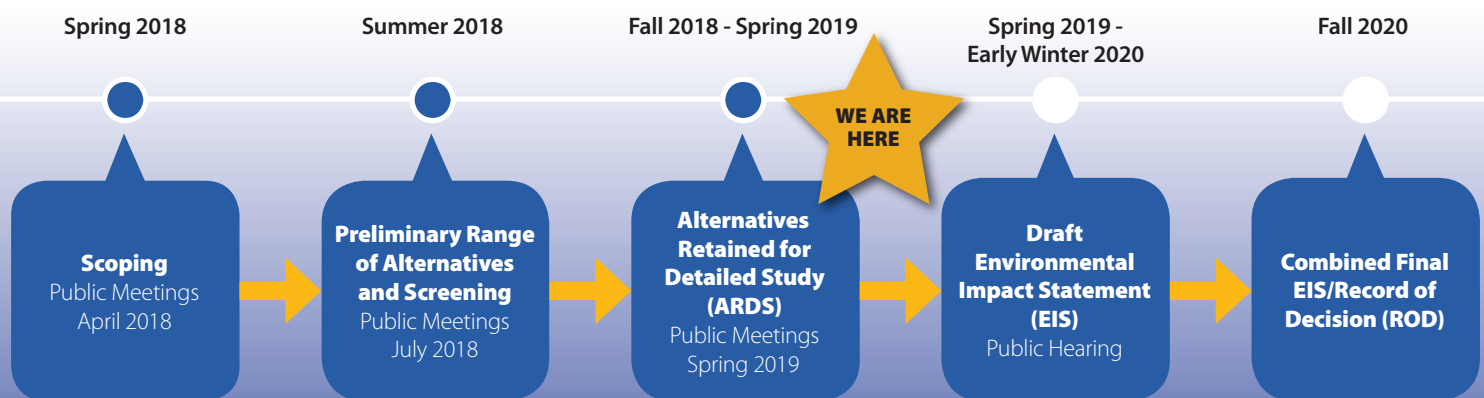 Spring 2018
Summer 2018
Fall 2018 - Spring 2019
Spring 2019 -
Early Winter 2020
Fall 2020
WE ARE
HERE
Scoping
Public Meetings
April 2018
Preliminary Range
of Alternatives
and Screening
Public Meetings
July 2018
Alternatives
Retained for
Detailed Study
(ARDS)
Public Meetings
Spring 2019
Draft
Environmental
Impact Statement
(EIS)
Public Hearing
Combined Final
EIS/Record of
Decision (ROD)